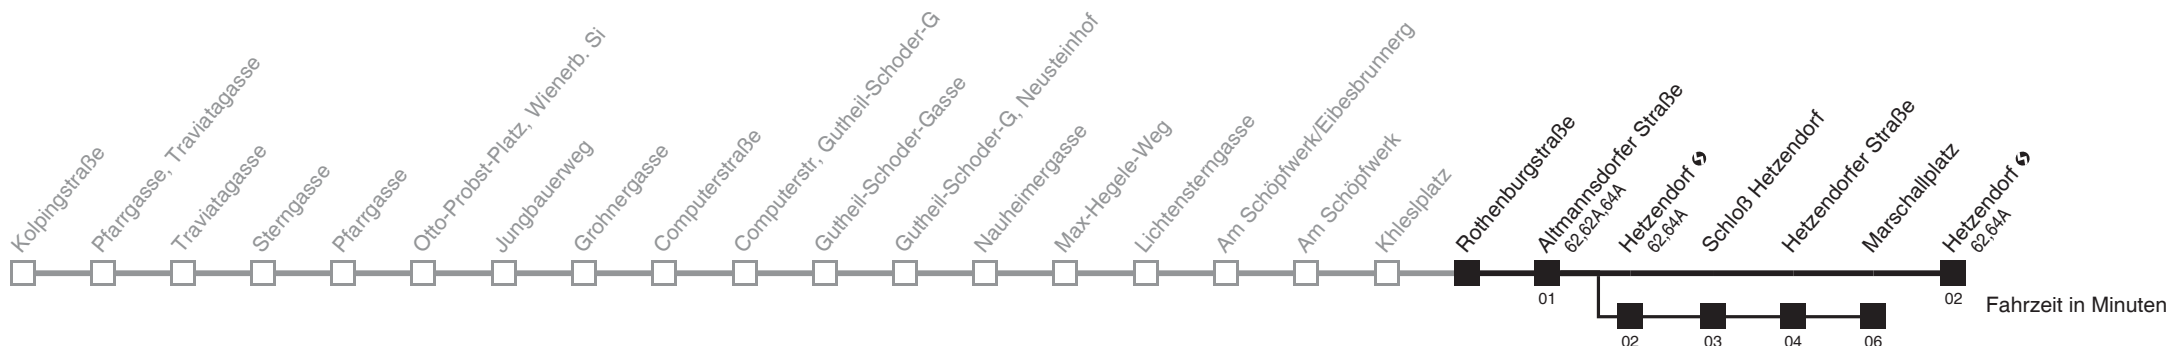 Kolpingstraße
Pfarrgasse, Traviatagasse
Traviatagasse
Sterngasse
Pfarrgasse
Otto-Probst-Platz, Wienerb. Si
Jungbauerweg
Grohnergasse
Computerstraße
Computerstr, Gutheil-Schoder-G
Gutheil-Schoder-Gasse
Gutheil-Schoder-G, Neusteinhof
Nauheimergasse
Max-Hegele-Weg
Lichtensterngasse
Am Schöpfwerk/Eibesbrunnerg
Am Schöpfwerk
Khleslplatz
Rothenburgstraße
Altmannsdorfer Straße
62,62A,64A
Hetzendorf
62,64A
Schloß Hetzendorf
Hetzendorfer Straße
Marschallplatz
Hetzendorf
62,64A
01
02
Fahrzeit in Minuten
02
03
04
06